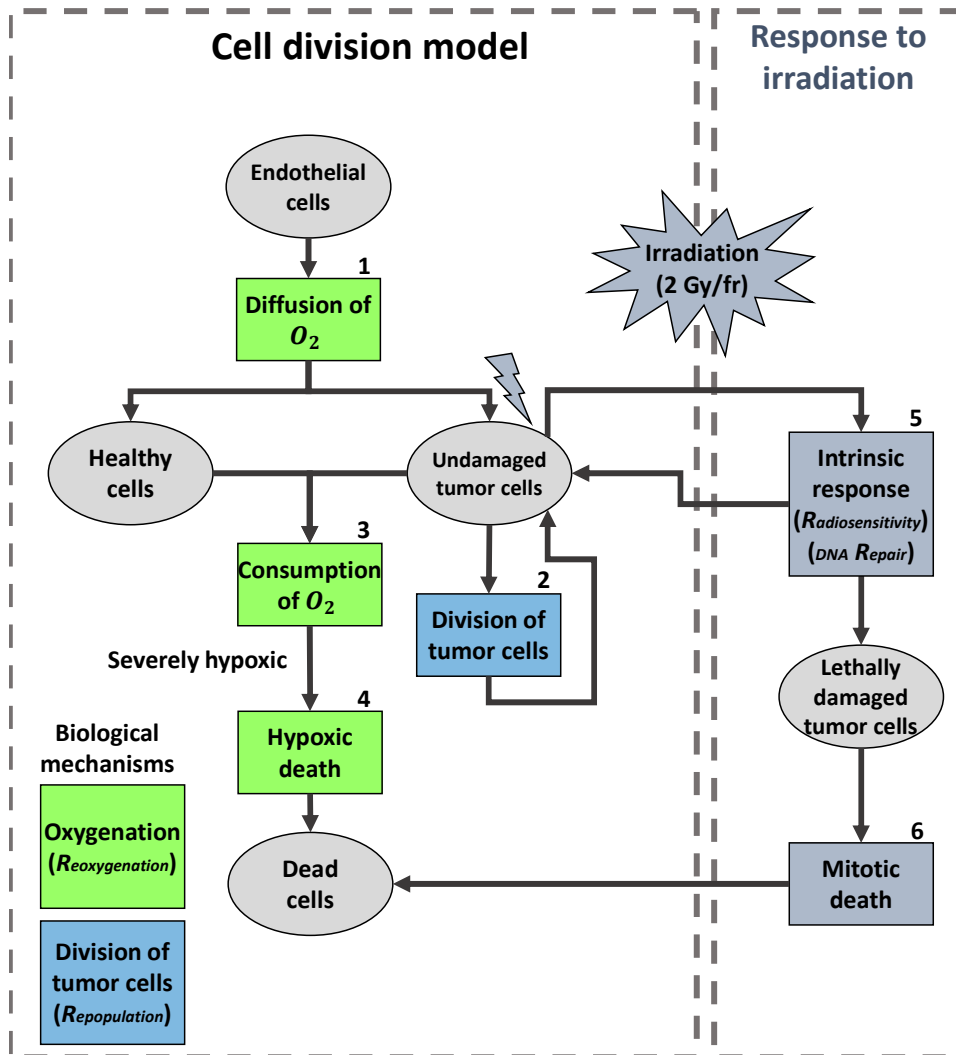 Cell division model
Response to
irradiation
Endothelial
cells
Irradiation
(2 Gy/fr)
1
Diffusion of
O₂
Healthy
cells
Undamaged
tumor cells
5
Intrinsic
response
(Radiosensitivity)
(DNA Repair)
3
Consumption
of O₂
2
Division of
tumor cells
Severely hypoxic
Lethally
damaged
tumor cells
4
Hypoxic
death
Biological
mechanisms
Oxygenation
(Reoxygenation)
Dead
cells
6
Mitotic
death
Division of
tumor cells
(Repopulation)